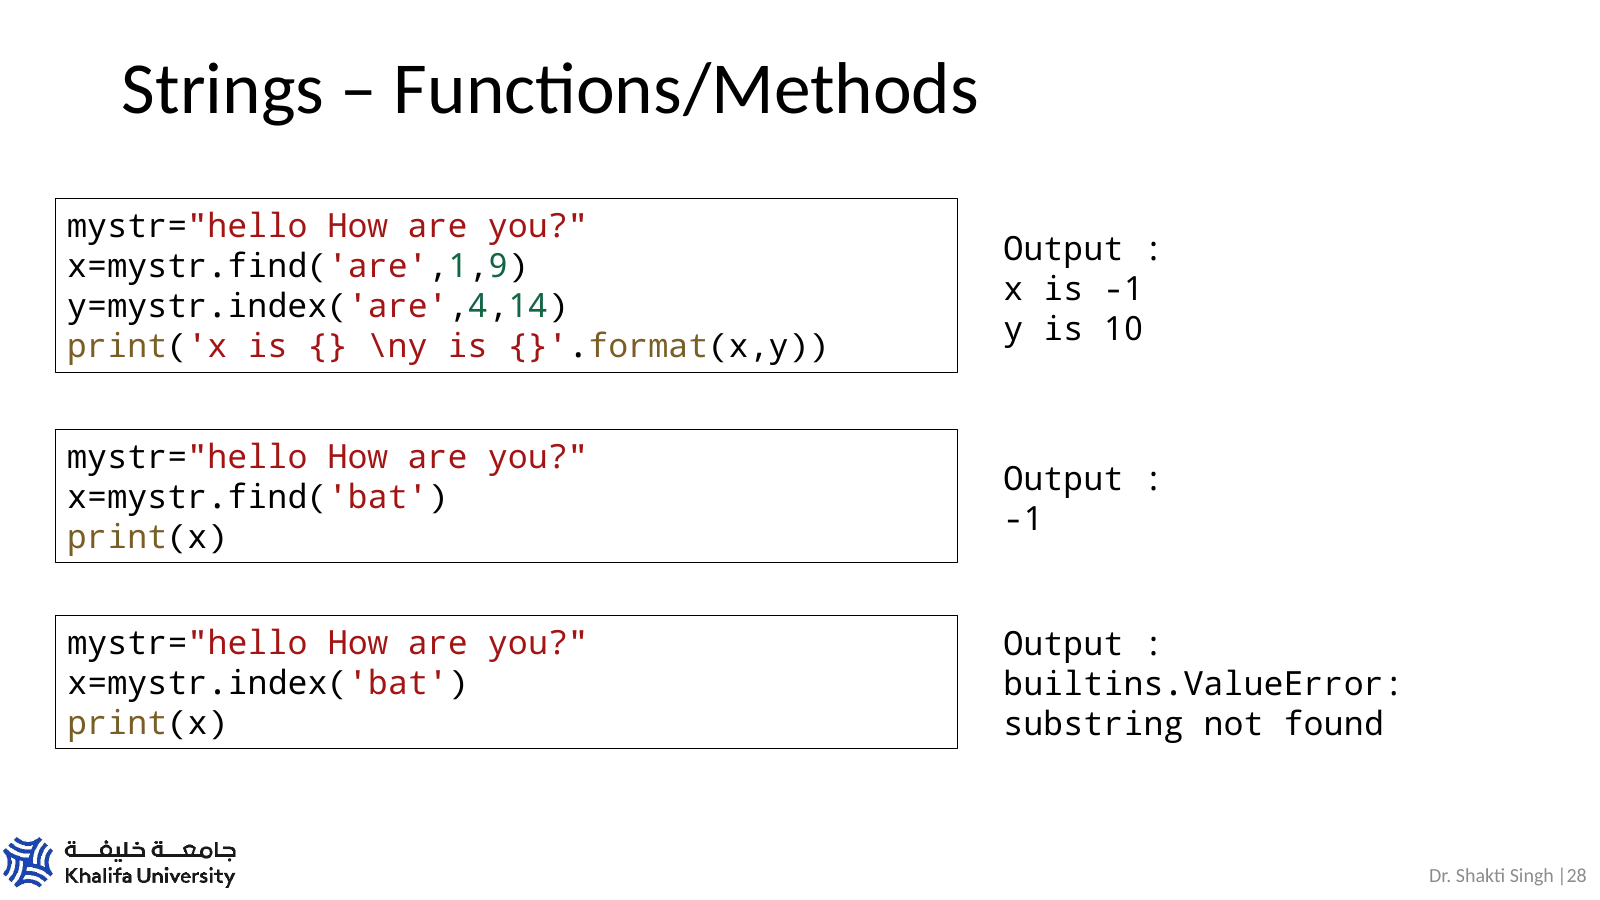 Strings – Functions/Methods
mystr="hello How are you?"
x=mystr.find('are',1,9)
y=mystr.index('are',4,14)
print('x is {} \ny is {}'.format(x,y))
Output :
x is -1
y is 10
mystr="hello How are you?"
x=mystr.find('bat')
print(x)
Output :
-1
mystr="hello How are you?"
x=mystr.index('bat')
print(x)
Output :
builtins.ValueError:
substring not found
جامعة خليفة
Khalifa University
Dr. Shakti Singh |28